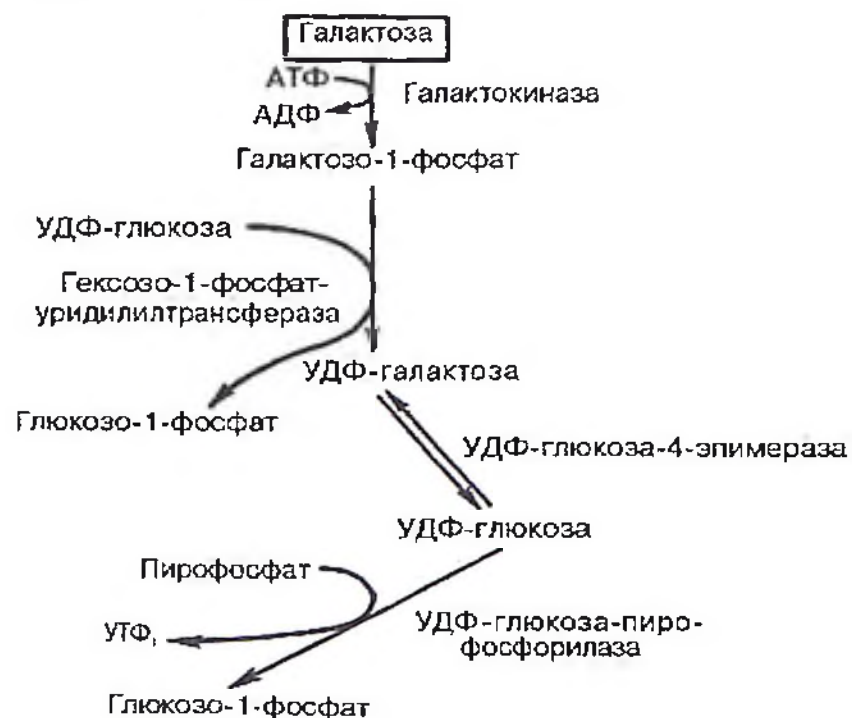 Галактоза
АТФ
Галактокиназа
АДФ
Галактозо-1-фосфат
УДФ-глюкоза
Гексозо-1-фосфат-
уридилилтрансфераза
УДФ-галактоза
Глюкозо-1-фосфат
УДФ-глюкоза-4-эпимераза
УДФ-глюкоза
Пирофосфат
УТФ
УДФ-глюкоза-пиро-
фосфорилаза
Глюкозо-1-фосфат